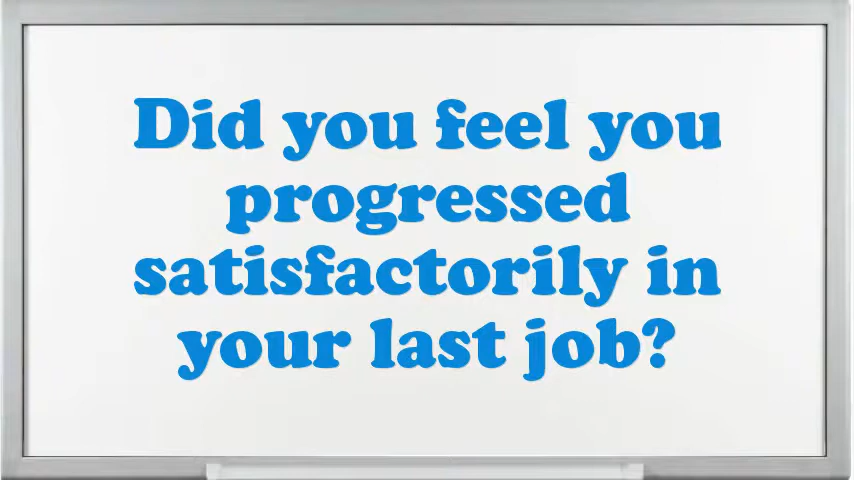 Did you feel you
progressed
satisfactorily in
your last job?